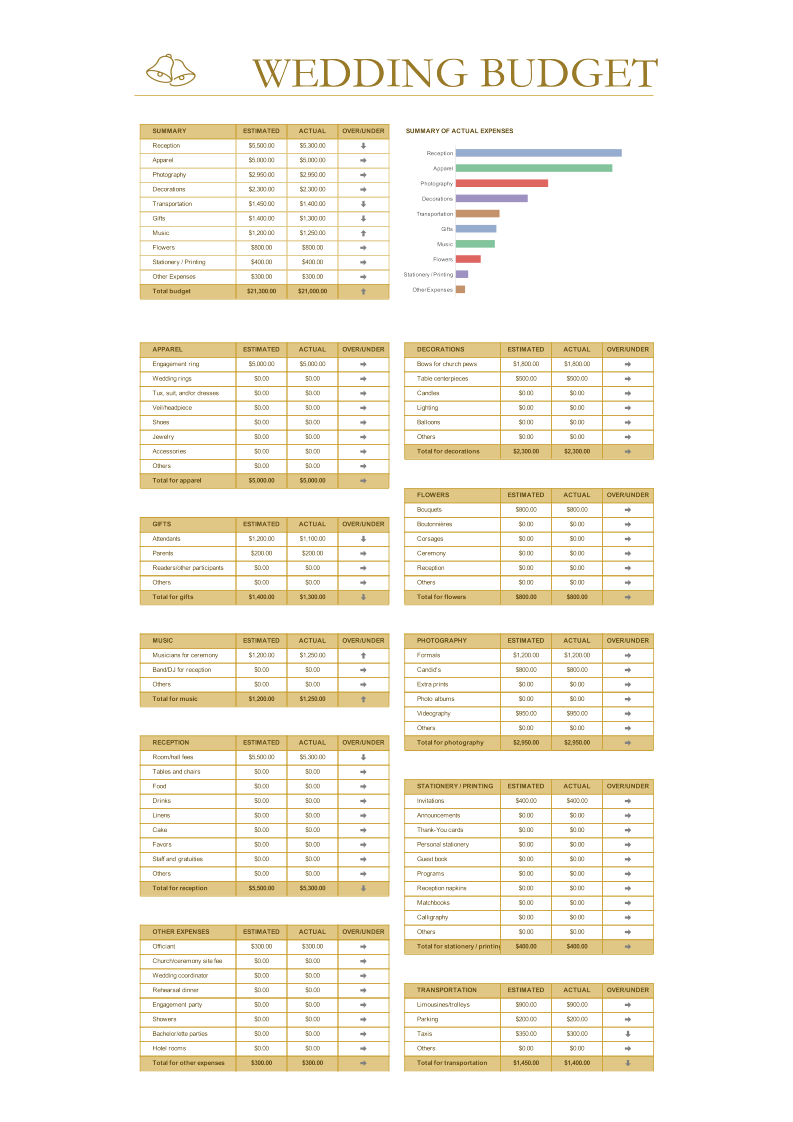 WEDDING BUDGET
SUMMARY ESTIMATED ACTUAL OVER/UNDER
Reception $5,500.00 $5,300.00
Apparel $5,000.00 $5,000.00
Photography $2,950.00 $2,950.00
Decorations $2,300.00 $2,300.00
Transportation $1,450.00 $1,400.00
Gifts $1,400.00 $1,300.00
Music $1,200.00 $1,250.00
Flowers $800.00 $800.00
Stationery / Printing $400.00 $400.00
Other Expenses $300.00 $300.00
Total budget $21,300.00 $21,000.00
SUMMARY OF ACTUAL EXPENSES
Reception
Apparel
Photography
Decorations
Transportation
Gifts
Music
Flowers
Stationery / Printing
Other Expenses
APPAREL ESTIMATED ACTUAL OVER/UNDER
Engagement ring $5,000.00 $5,000.00
Wedding rings $0.00 $0.00
Tux, suit, and/or dresses $0.00 $0.00
Veil/headpiece $0.00 $0.00
Shoes $0.00 $0.00
Jewelry $0.00 $0.00
Accessories $0.00 $0.00
Others $0.00 $0.00
Total for apparel $5,000.00 $5,000.00
GIFTS ESTIMATED ACTUAL OVER/UNDER
Attendants $1,200.00 $1,100.00
Parents $200.00 $200.00
Readers/other participants $0.00 $0.00
Others $0.00 $0.00
Total for gifts $1,400.00 $1,300.00
MUSIC ESTIMATED ACTUAL OVER/UNDER
Musicians for ceremony $1,200.00 $1,250.00
Band/DJ for reception $0.00 $0.00
Others $0.00 $0.00
Total for music $1,200.00 $1,250.00
RECEPTION ESTIMATED ACTUAL OVER/UNDER
Room/hall fees $5,500.00 $5,300.00
Tables and chairs $0.00 $0.00
Food $0.00 $0.00
Drinks $0.00 $0.00
Linens $0.00 $0.00
Cake $0.00 $0.00
Favors $0.00 $0.00
Staff and gratuities $0.00 $0.00
Others $0.00 $0.00
Total for reception $5,500.00 $5,300.00
OTHER EXPENSES ESTIMATED ACTUAL OVER/UNDER
Officiant $300.00 $300.00
Church/ceremony site fee $0.00 $0.00
Wedding coordinator $0.00 $0.00
Rehearsal dinner $0.00 $0.00
Engagement party $0.00 $0.00
Showers $0.00 $0.00
Bachelor/ette parties $0.00 $0.00
Hotel rooms $0.00 $0.00
Total for other expenses $300.00 $300.00
DECORATIONS ESTIMATED ACTUAL OVER/UNDER
Bows for church pews $1,800.00 $1,800.00
Table centerpieces $500.00 $500.00
Candles $0.00 $0.00
Lighting $0.00 $0.00
Balloons $0.00 $0.00
Others $0.00 $0.00
Total for decorations $2,300.00 $2,300.00
FLOWERS ESTIMATED ACTUAL OVER/UNDER
Bouquets $800.00 $800.00
Boutonnières $0.00 $0.00
Corsages $0.00 $0.00
Ceremony $0.00 $0.00
Reception $0.00 $0.00
Others $0.00 $0.00
Total for flowers $800.00 $800.00
PHOTOGRAPHY ESTIMATED ACTUAL OVER/UNDER
Formals $1,200.00 $1,200.00
Candids $800.00 $800.00
Extra prints $0.00 $0.00
Photo albums $0.00 $0.00
Videography $950.00 $950.00
Others $0.00 $0.00
Total for photography $2,950.00 $2,950.00
STATIONERY / PRINTING ESTIMATED ACTUAL OVER/UNDER
Invitations $400.00 $400.00
Announcements $0.00 $0.00
Thank-You cards $0.00 $0.00
Personal stationery $0.00 $0.00
Guest book $0.00 $0.00
Programs $0.00 $0.00
Reception napkins $0.00 $0.00
Matchbooks $0.00 $0.00
Calligraphy $0.00 $0.00
Others $0.00 $0.00
Total for stationery / printing $400.00 $400.00
TRANSPORTATION ESTIMATED ACTUAL OVER/UNDER
Limousines/trolleys $900.00 $900.00
Parking $200.00 $200.00
Taxis $350.00 $300.00
Others $0.00 $0.00
Total for transportation $1,450.00 $1,400.00